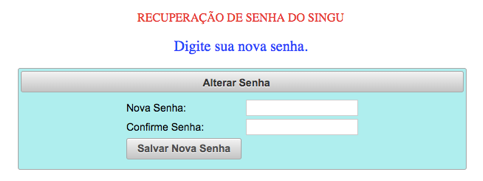 RECUPERAÇÃO DE SENHA DO SINGU
Digite sua nova senha.
Alterar Senha
Nova Senha:
Confirme Senha:
Salvar Nova Senha